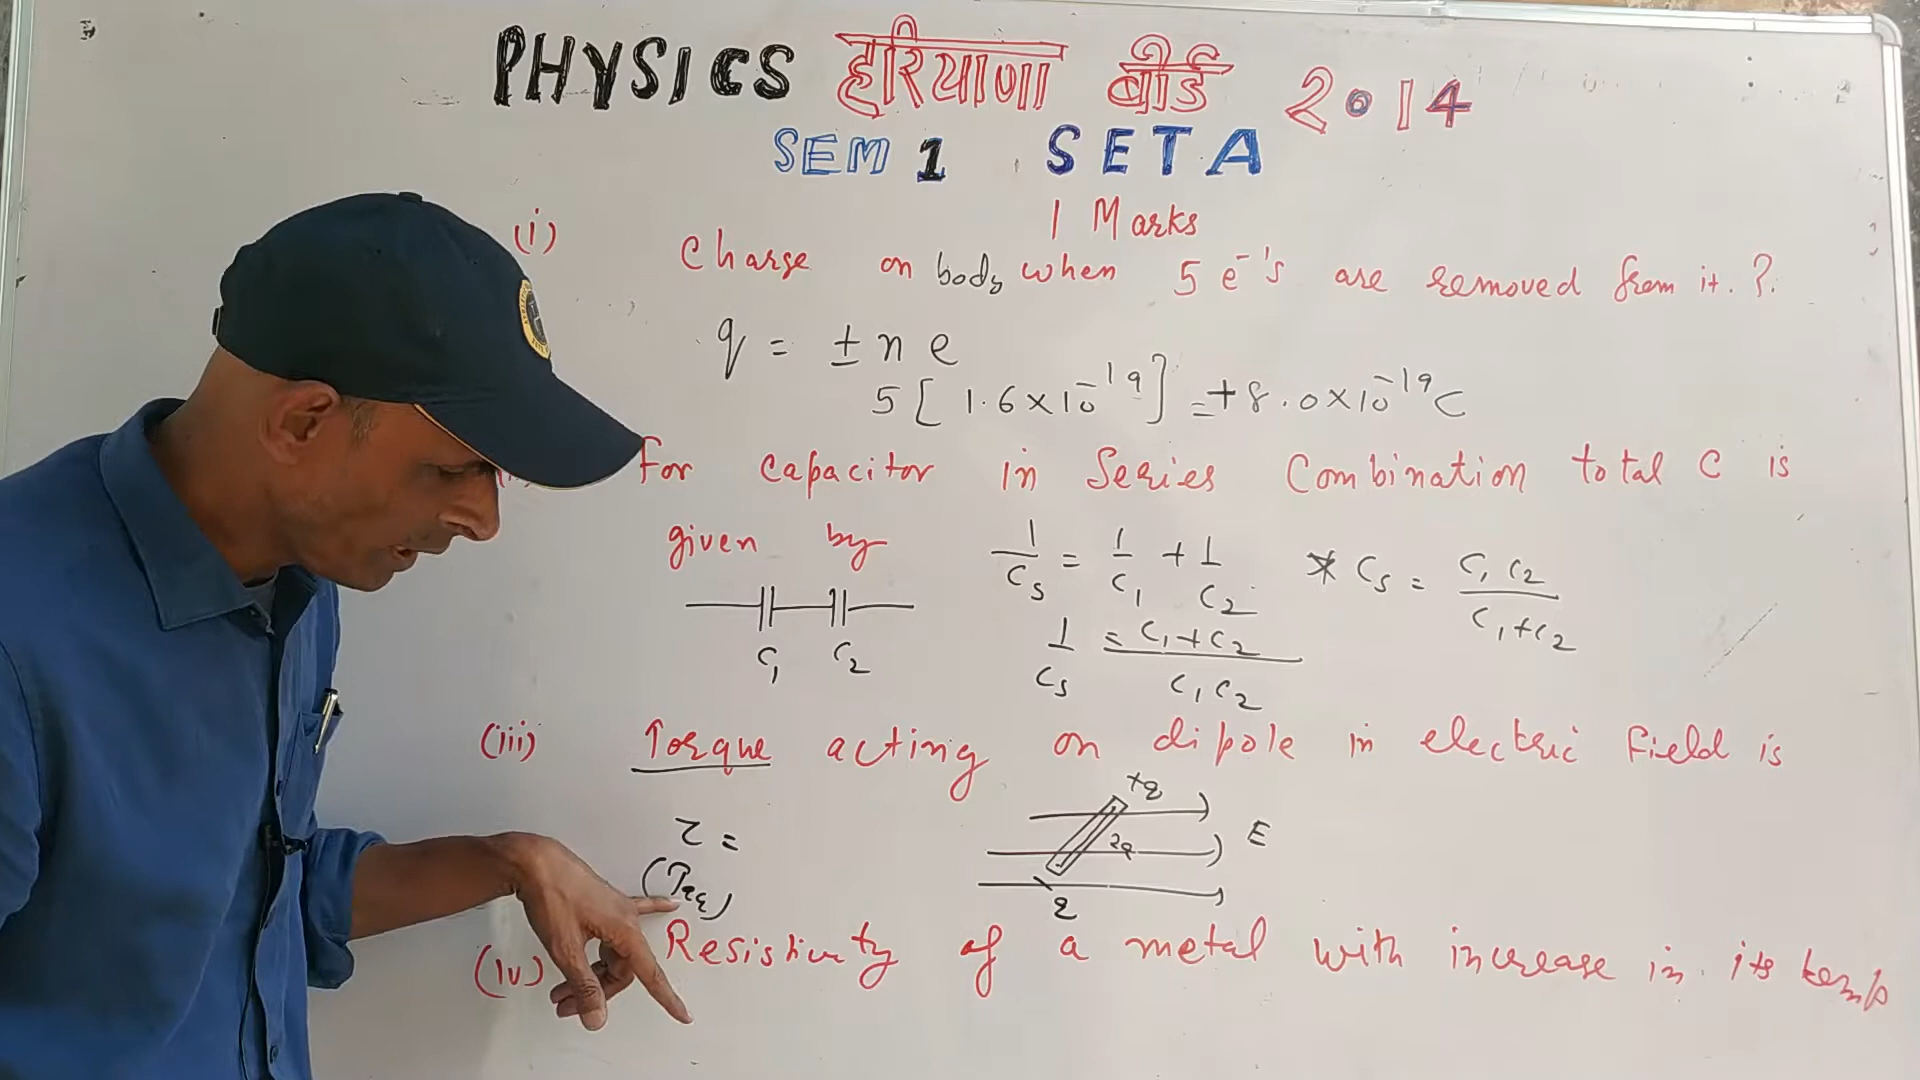 PHYSICS हरियाणा बोर्ड 2014
SEM 1 SET A
1 Marks
(i) Charge on body when 5 e⁻'s are removed from it.?
q = ± n e
5 [ 1.6 × 10⁻¹⁹ ] = + 8.0 × 10⁻¹⁹ C
For capacitor in Series Combination total C is
given by 1/Cs = 1/C₁ + 1/C₂ * Cs = C₁ C₂ / C₁ + C₂
C₁ C₂ 1/Cs = C₁ + C₂ / C₁ C₂
(iii) Torque acting on dipole in electric Field is
τ = +q 2a E
q
(iv) Resistivity of a metal with increase in its temp